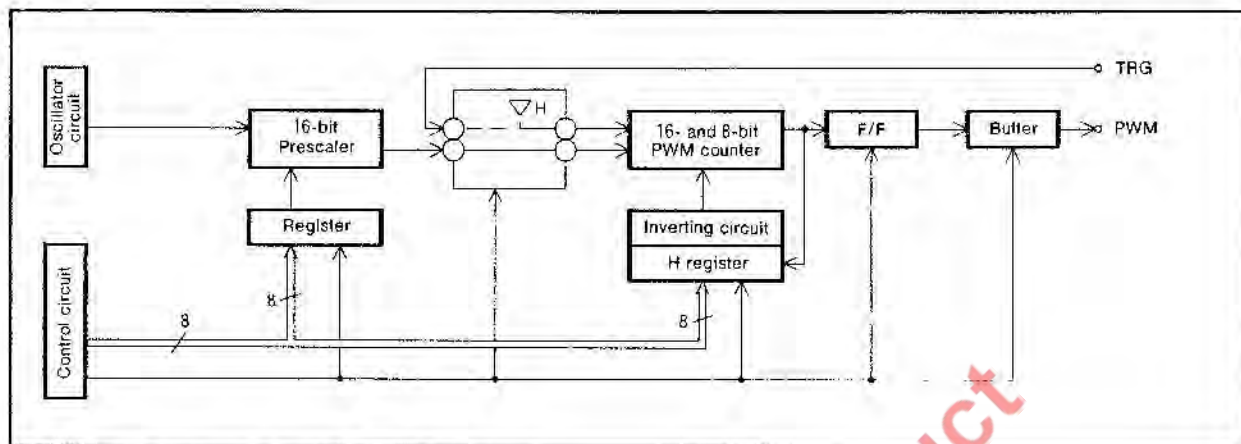 TRG
H
Oscillator
circuit
16-bit
Prescaler
16- and 8-bit
PWM counter
F/F
Buffer
PWM
Register
Inverting circuit
H register
Control circuit
8
8
8
uct